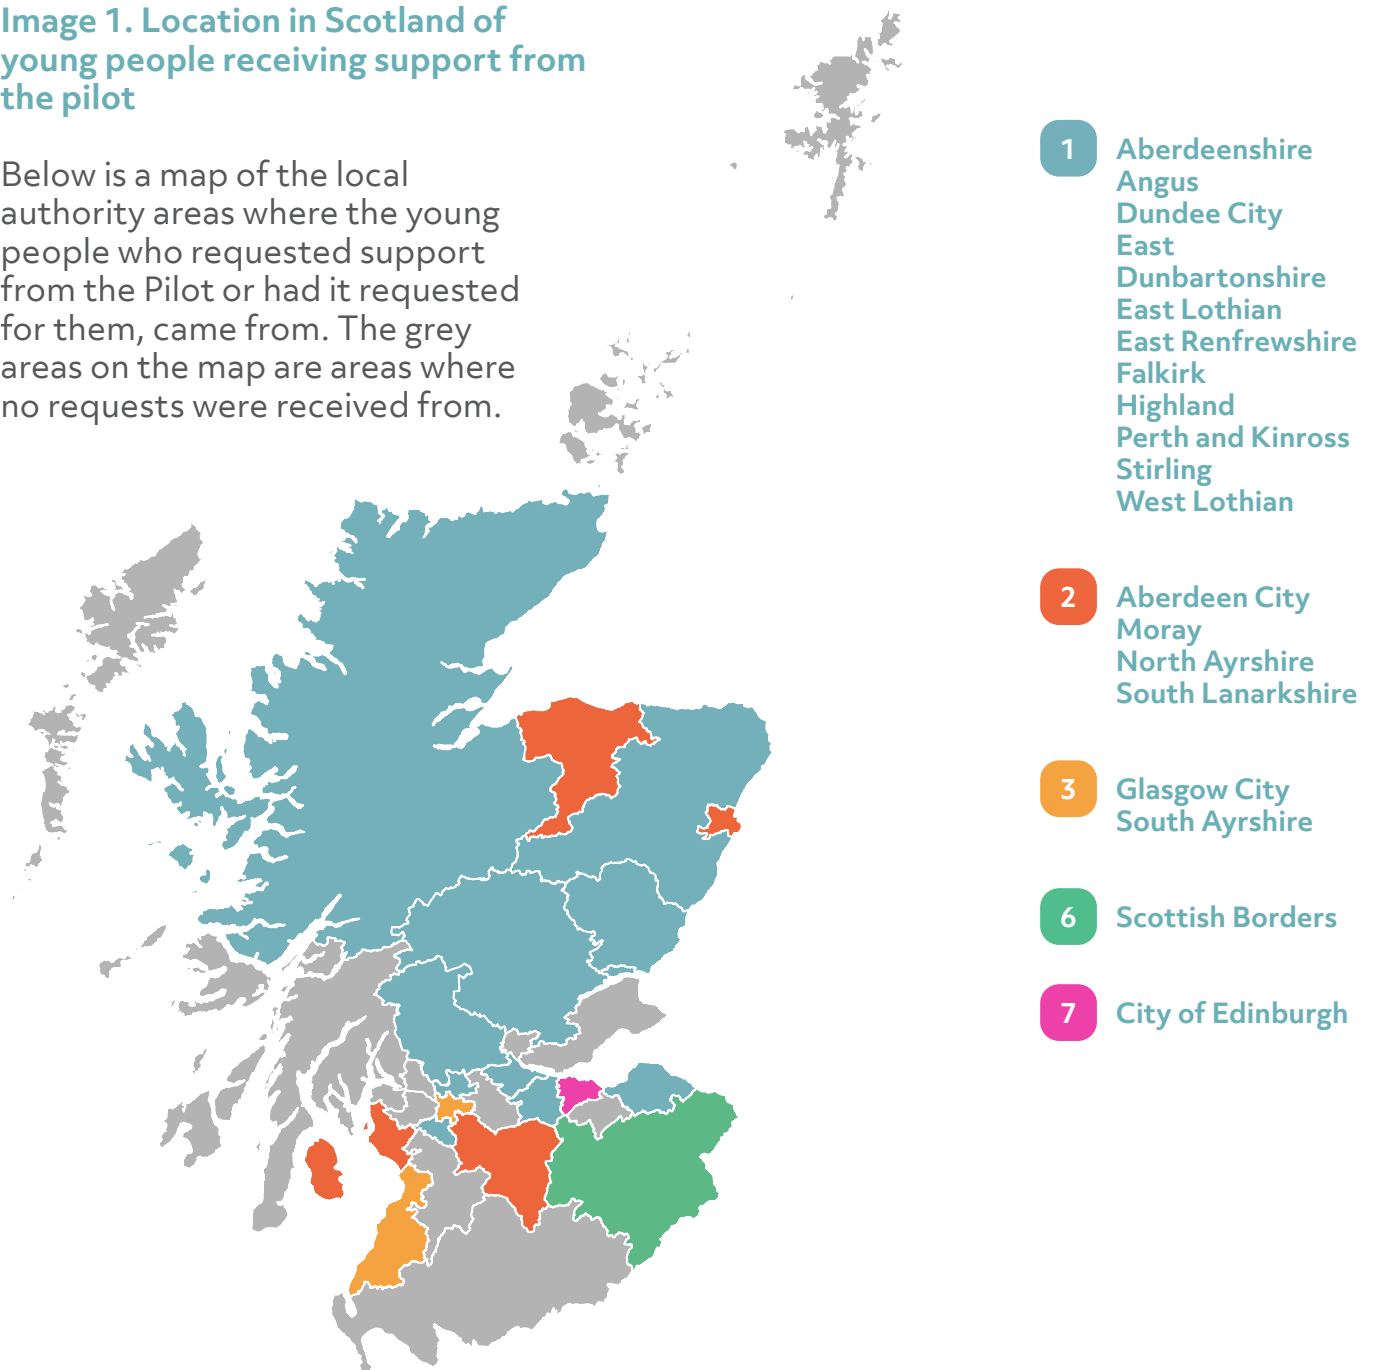 Image 1. Location in Scotland of
young people receiving support from
the pilot
Below is a map of the local
authority areas where the young
people who requested support
from the Pilot or had it requested
for them, came from. The grey
areas on the map are areas where
no requests were received from.
1
Aberdeenshire
Angus
Dundee City
East
Dunbartonshire
East Lothian
East Renfrewshire
Falkirk
Highland
Perth and Kinross
Stirling
West Lothian
2
Aberdeen City
Moray
North Ayrshire
South Lanarkshire
3
Glasgow City
South Ayrshire
6
Scottish Borders
7
City of Edinburgh